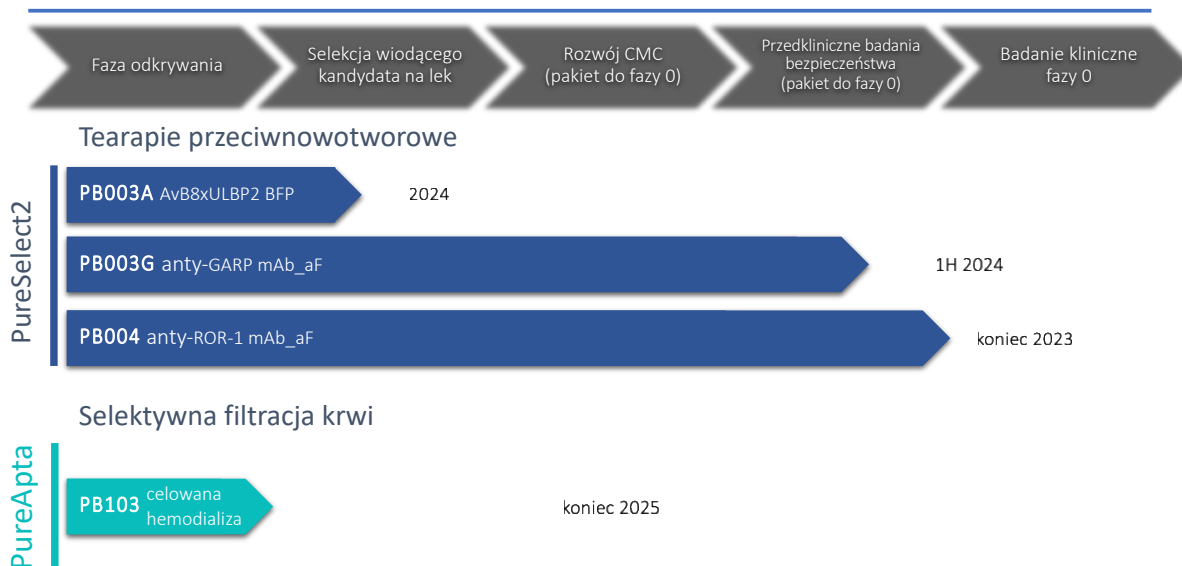 Faza odkrywania
Selekcja wiodącego
kandydata na lek
Rozwój CMC
(pakiet do fazy 0)
Przedkliniczne badania
bezpieczeństwa
(pakiet do fazy 0)
Badanie kliniczne
fazy 0
Tearapie przeciwnowotworowe
PureSelect2
PB003A AvB8xULBP2 BFP
2024
PB003G anty-GARP mAb_aF
1H 2024
PB004 anty-ROR-1 mAb_aF
koniec 2023
Selektywna filtracja krwi
PureApta
PB103 celowana
hemodializa
koniec 2025